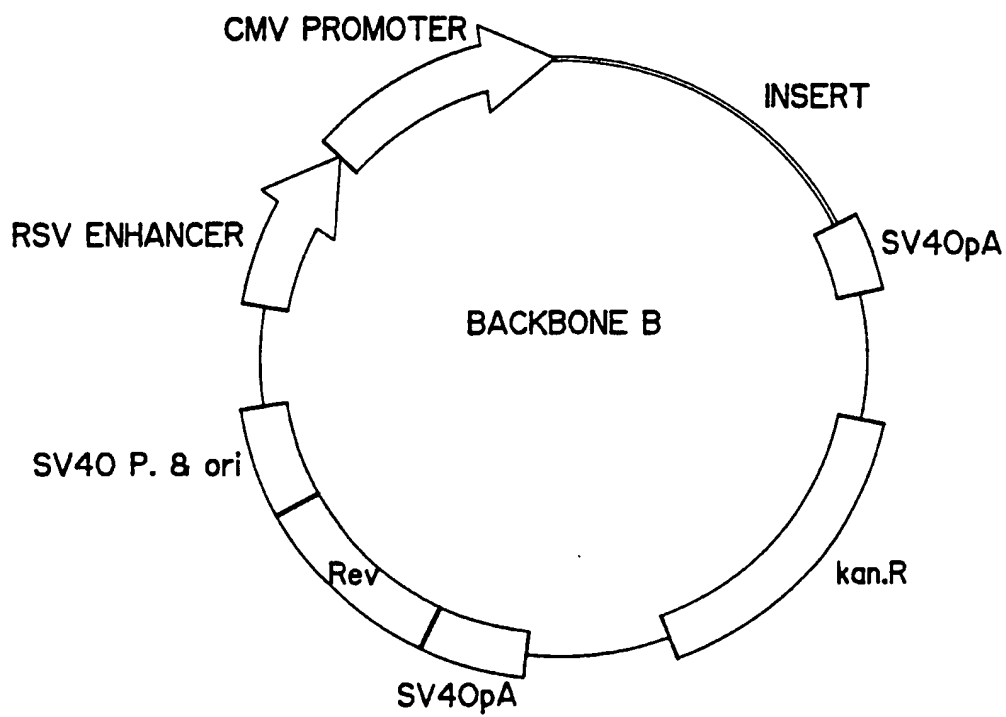 CMV PROMOTER
INSERT
RSV ENHANCER
SV40pA
BACKBONE B
SV40 P. & ori
Rev
kan.R
SV40pA